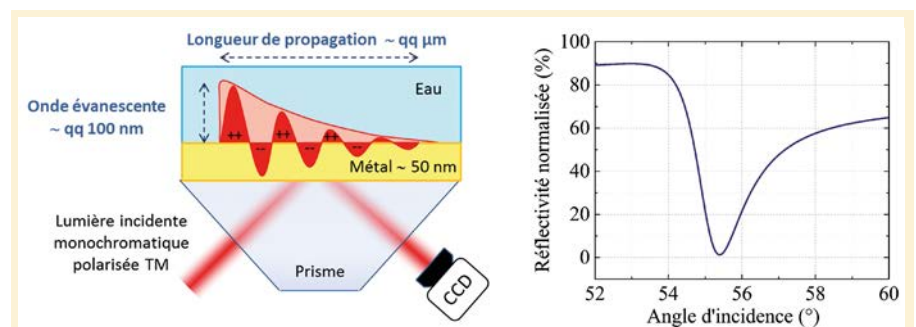 Longueur de propagation ~ qq µm
Eau
Onde évanescente
~ qq 100 nm
++
++
++
--
--
--
Métal ~ 50 nm
Lumière incidente
monochromatique
polarisée TM
Prisme
CCD
Réflectivité normalisée (%)
100
80
60
40
20
0
52
54
56
58
60
Angle d'incidence (°)